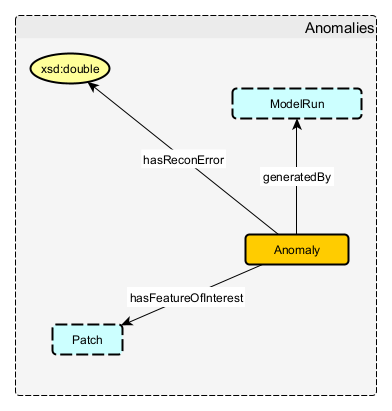 Anomalies
xsd:double
ModelRun
hasReconError
generatedBy
Anomaly
hasFeatureOfInterest
Patch